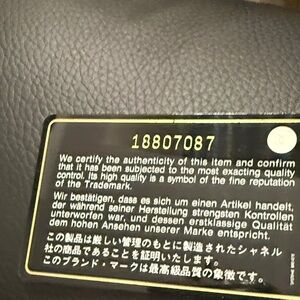 18807087
We certify the authenticity of this item and confirm
that it has been subjected to the most exacting quality
control. Its high quality is a symbol of the fine reputation
of the Trademark.
Wir bestätigen, dass es sich um einen Artikel handelt,
der während seiner Herstellung strengsten Kontrollen
unterworfen war, und dessen erstklassige Qualität
dem hohen Ansehen unserer Marke entspricht.
この製品は厳しい管理のもとに製造されたシャネル
社の商品であることを証明いたします。
このブランド・マークは最高級品の象徴です。